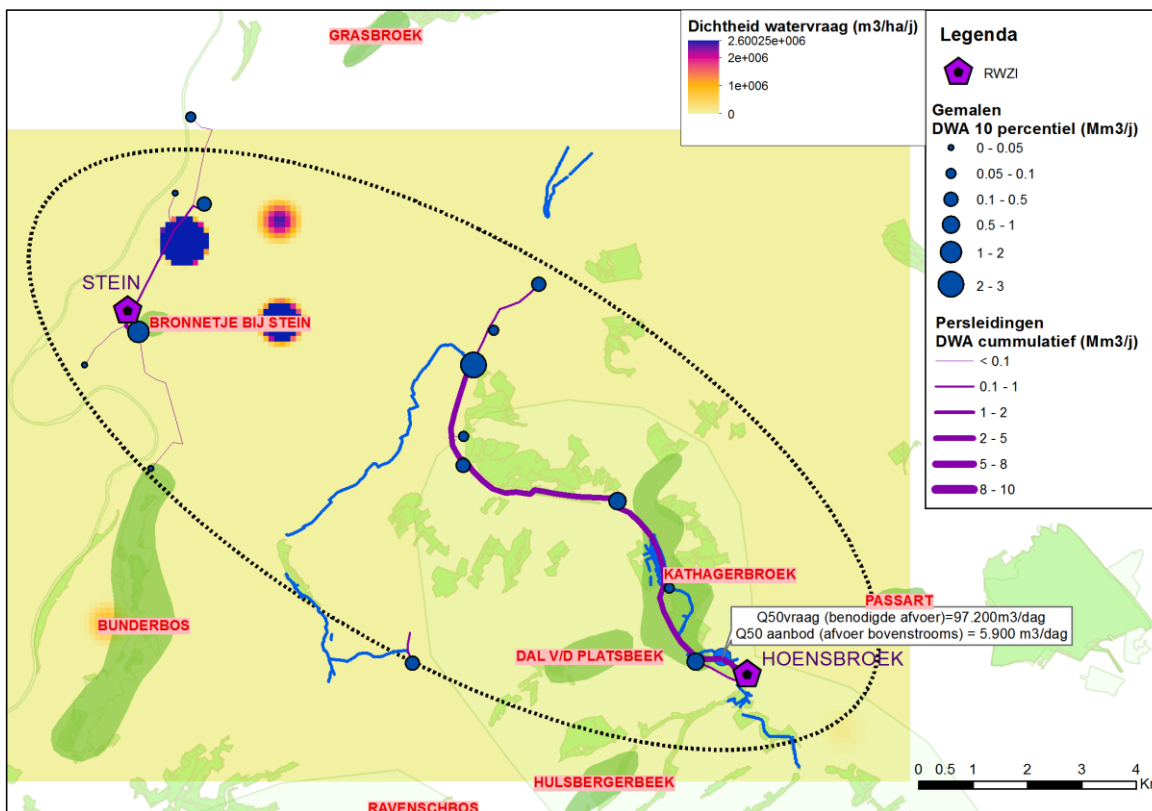 GRASBROEK
Dichtheid watervraag (m3/ha/j)
2.60025e+006
2e+006
1e+006
0
Legenda
RWZI
Gemalen
DWA 10 percentiel (Mm3/j)
0 - 0.05
0.05 - 0.1
0.1 - 0.5
0.5 - 1
1 - 2
2 - 3
Persleidingen
DWA cummulatief (Mm3/j)
< 0.1
0.1 - 1
1 - 2
2 - 5
5 - 8
8 - 10
STEIN
BRONNETJE BIJ STEIN
KATHAGERBROEK
PASSART
Q50vraag (benodigde afvoer)=97.200m3/dag
Q50 aanbod (afvoer bovenstrooms) = 5.900 m3/dag
BUNDERBOS
DAL V/D PLATSBEEK
HOENSBROEK
HULSBERGERBEEK
RAVENSCHBOS
0 0.5 1 2 3 4
Km